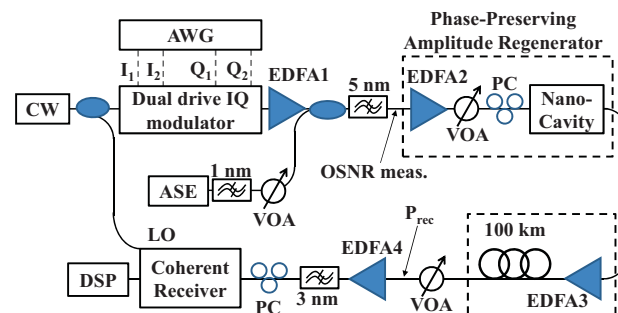 Phase-Preserving
Amplitude Regenerator
AWG
I1 I2 Q1 Q2
EDFA1
5 nm
EDFA2
PC
CW
Dual drive IQ
modulator
Nano-
Cavity
VOA
1 nm
ASE
OSNR meas.
VOA
Prec
100 km
LO
EDFA4
DSP
Coherent
Receiver
PC
3 nm
VOA
EDFA3